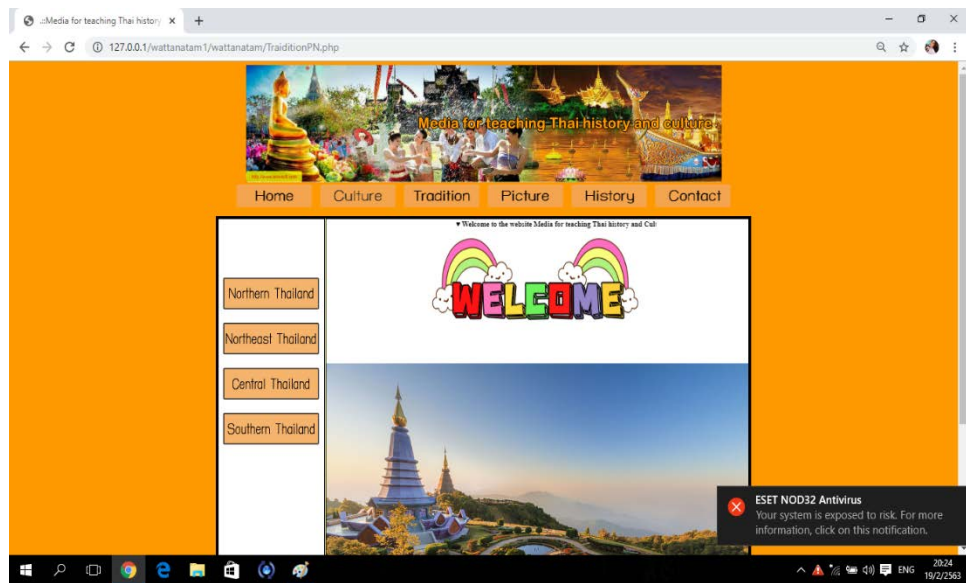 .::Media for teaching Thai history
127.0.0.1/wattanatam1/wattanatam/TraiditionPN.php
Media for teaching Thai history and culture
Home Culture Tradition Picture History Contact
♥ Welcome to the website Media for teaching Thai history and Cul
WELCOME
Northern Thailand
Northeast Thailand
Central Thailand
Southern Thailand
ESET NOD32 Antivirus
Your system is exposed to risk. For more
information, click on this notification.
ENG
20:24
19/2/2563